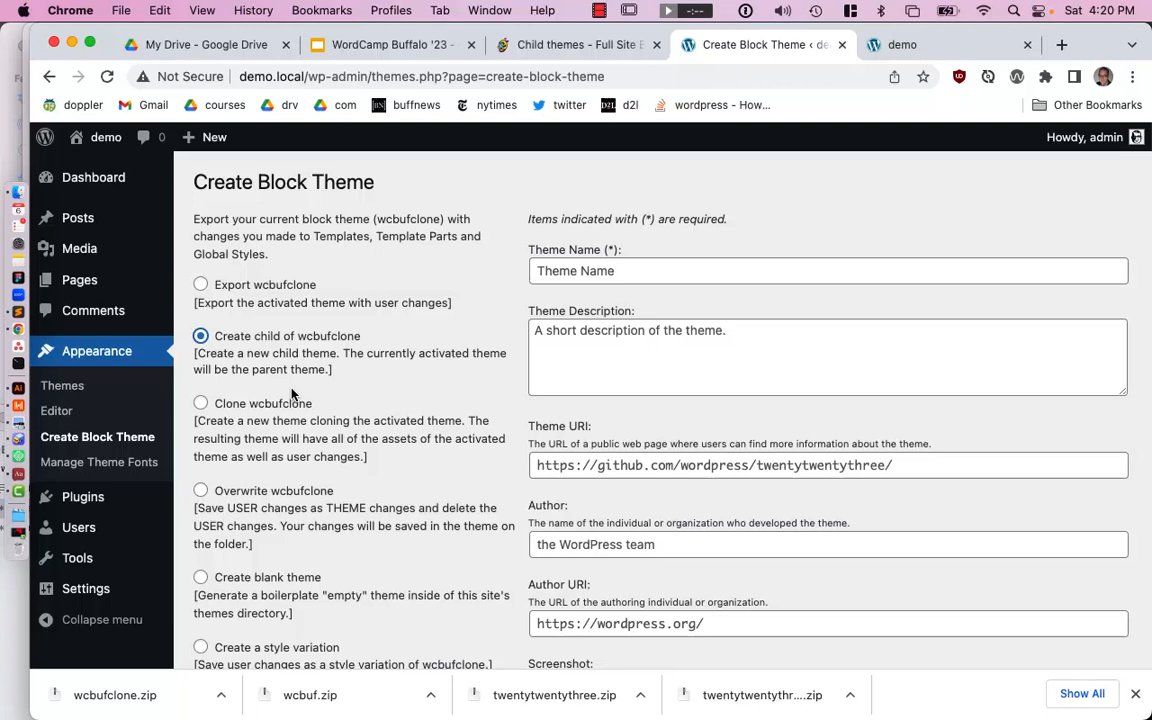 Chrome File Edit View History Bookmarks Profiles Tab Window Help -:-- Sat 4:20 PM
My Drive - Google Drive WordCamp Buffalo '23 - Child themes - Full Site E Create Block Theme ‹ de demo
Not Secure demo.local/wp-admin/themes.php?page=create-block-theme
doppler Gmail courses drv com BN buffnews nytimes twitter D2L d2l wordpress - How... Other Bookmarks
demo 0 New Howdy, admin
Dashboard
Posts
Media
Pages
Comments
Appearance
Themes
Editor
Create Block Theme
Manage Theme Fonts
Plugins
Users
Tools
Settings
Collapse menu
Create Block Theme
Export your current block theme (wcbufclone) with
changes you made to Templates, Template Parts and
Global Styles.
Export wcbufclone
[Export the activated theme with user changes]
Create child of wcbufclone
[Create a new child theme. The currently activated theme
will be the parent theme.]
Clone wcbufclone
[Create a new theme cloning the activated theme. The
resulting theme will have all of the assets of the activated
theme as well as user changes.]
Overwrite wcbufclone
[Save USER changes as THEME changes and delete the
USER changes. Your changes will be saved in the theme on
the folder.]
Create blank theme
[Generate a boilerplate "empty" theme inside of this site's
themes directory.]
Create a style variation
[Save user changes as a style variation of wcbufclone.]
Items indicated with (*) are required.
Theme Name (*):
Theme Name
Theme Description:
A short description of the theme.
Theme URI:
The URL of a public web page where users can find more information about the theme.
https://github.com/wordpress/twentytwentythree/
Author:
The name of the individual or organization who developed the theme.
the WordPress team
Author URI:
The URL of the authoring individual or organization.
https://wordpress.org/
Screenshot:
wcbufclone.zip wcbuf.zip twentytwentythree.zip twentytwentythr....zip Show All